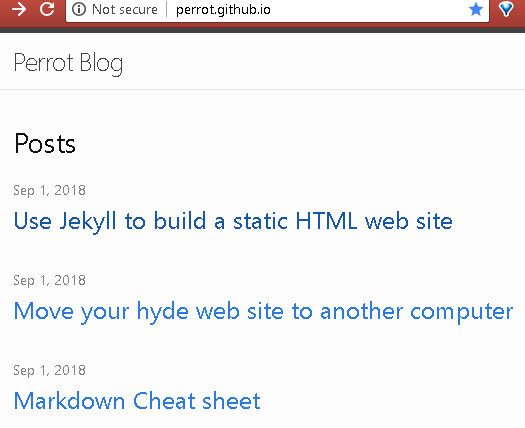 Not secure | perrot.github.io
Perrot Blog
Posts
Sep 1, 2018
Use Jekyll to build a static HTML web site
Sep 1, 2018
Move your hyde web site to another computer
Sep 1, 2018
Markdown Cheat sheet